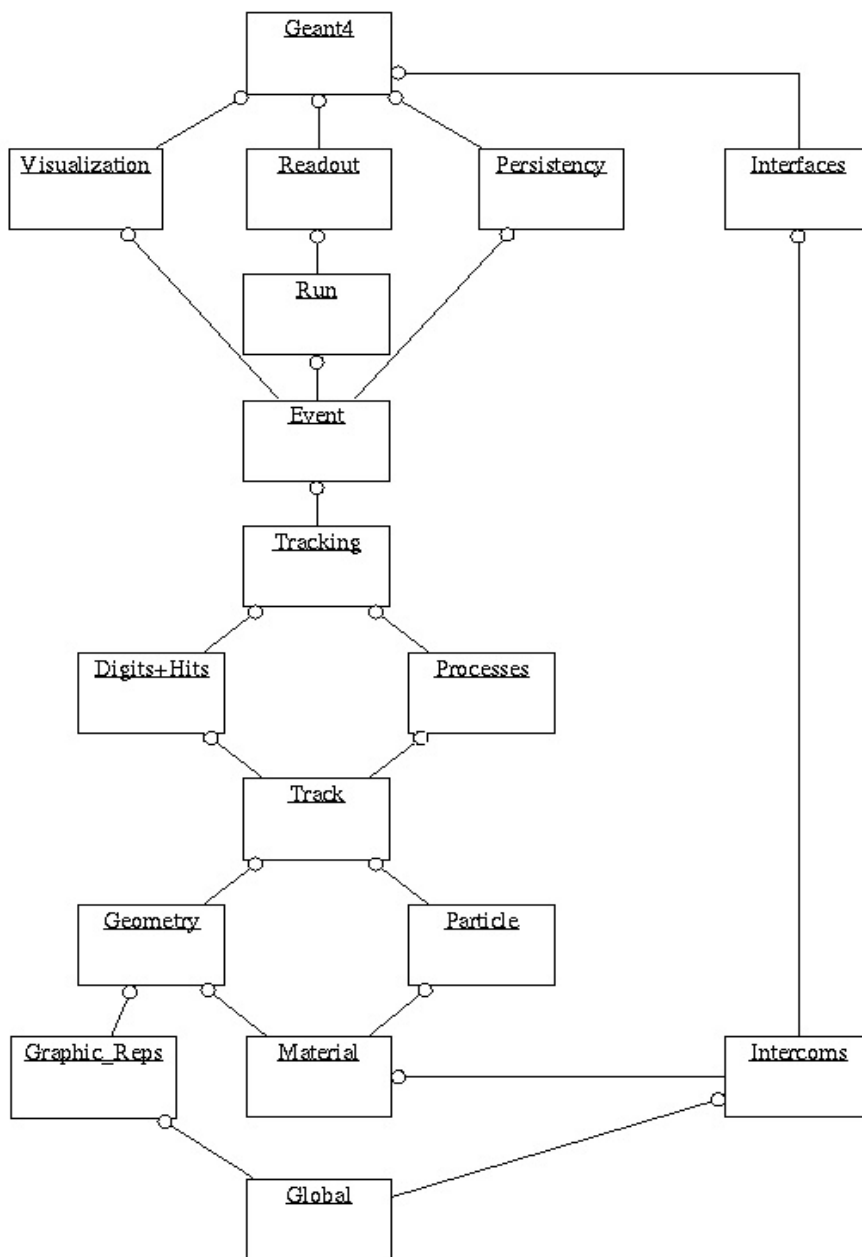 Geant4
Visualization
Readout
Persistency
Interfaces
Run
Event
Tracking
Digits+Hits
Processes
Track
Geometry
Particle
Graphic_Reps
Material
Intercoms
Global